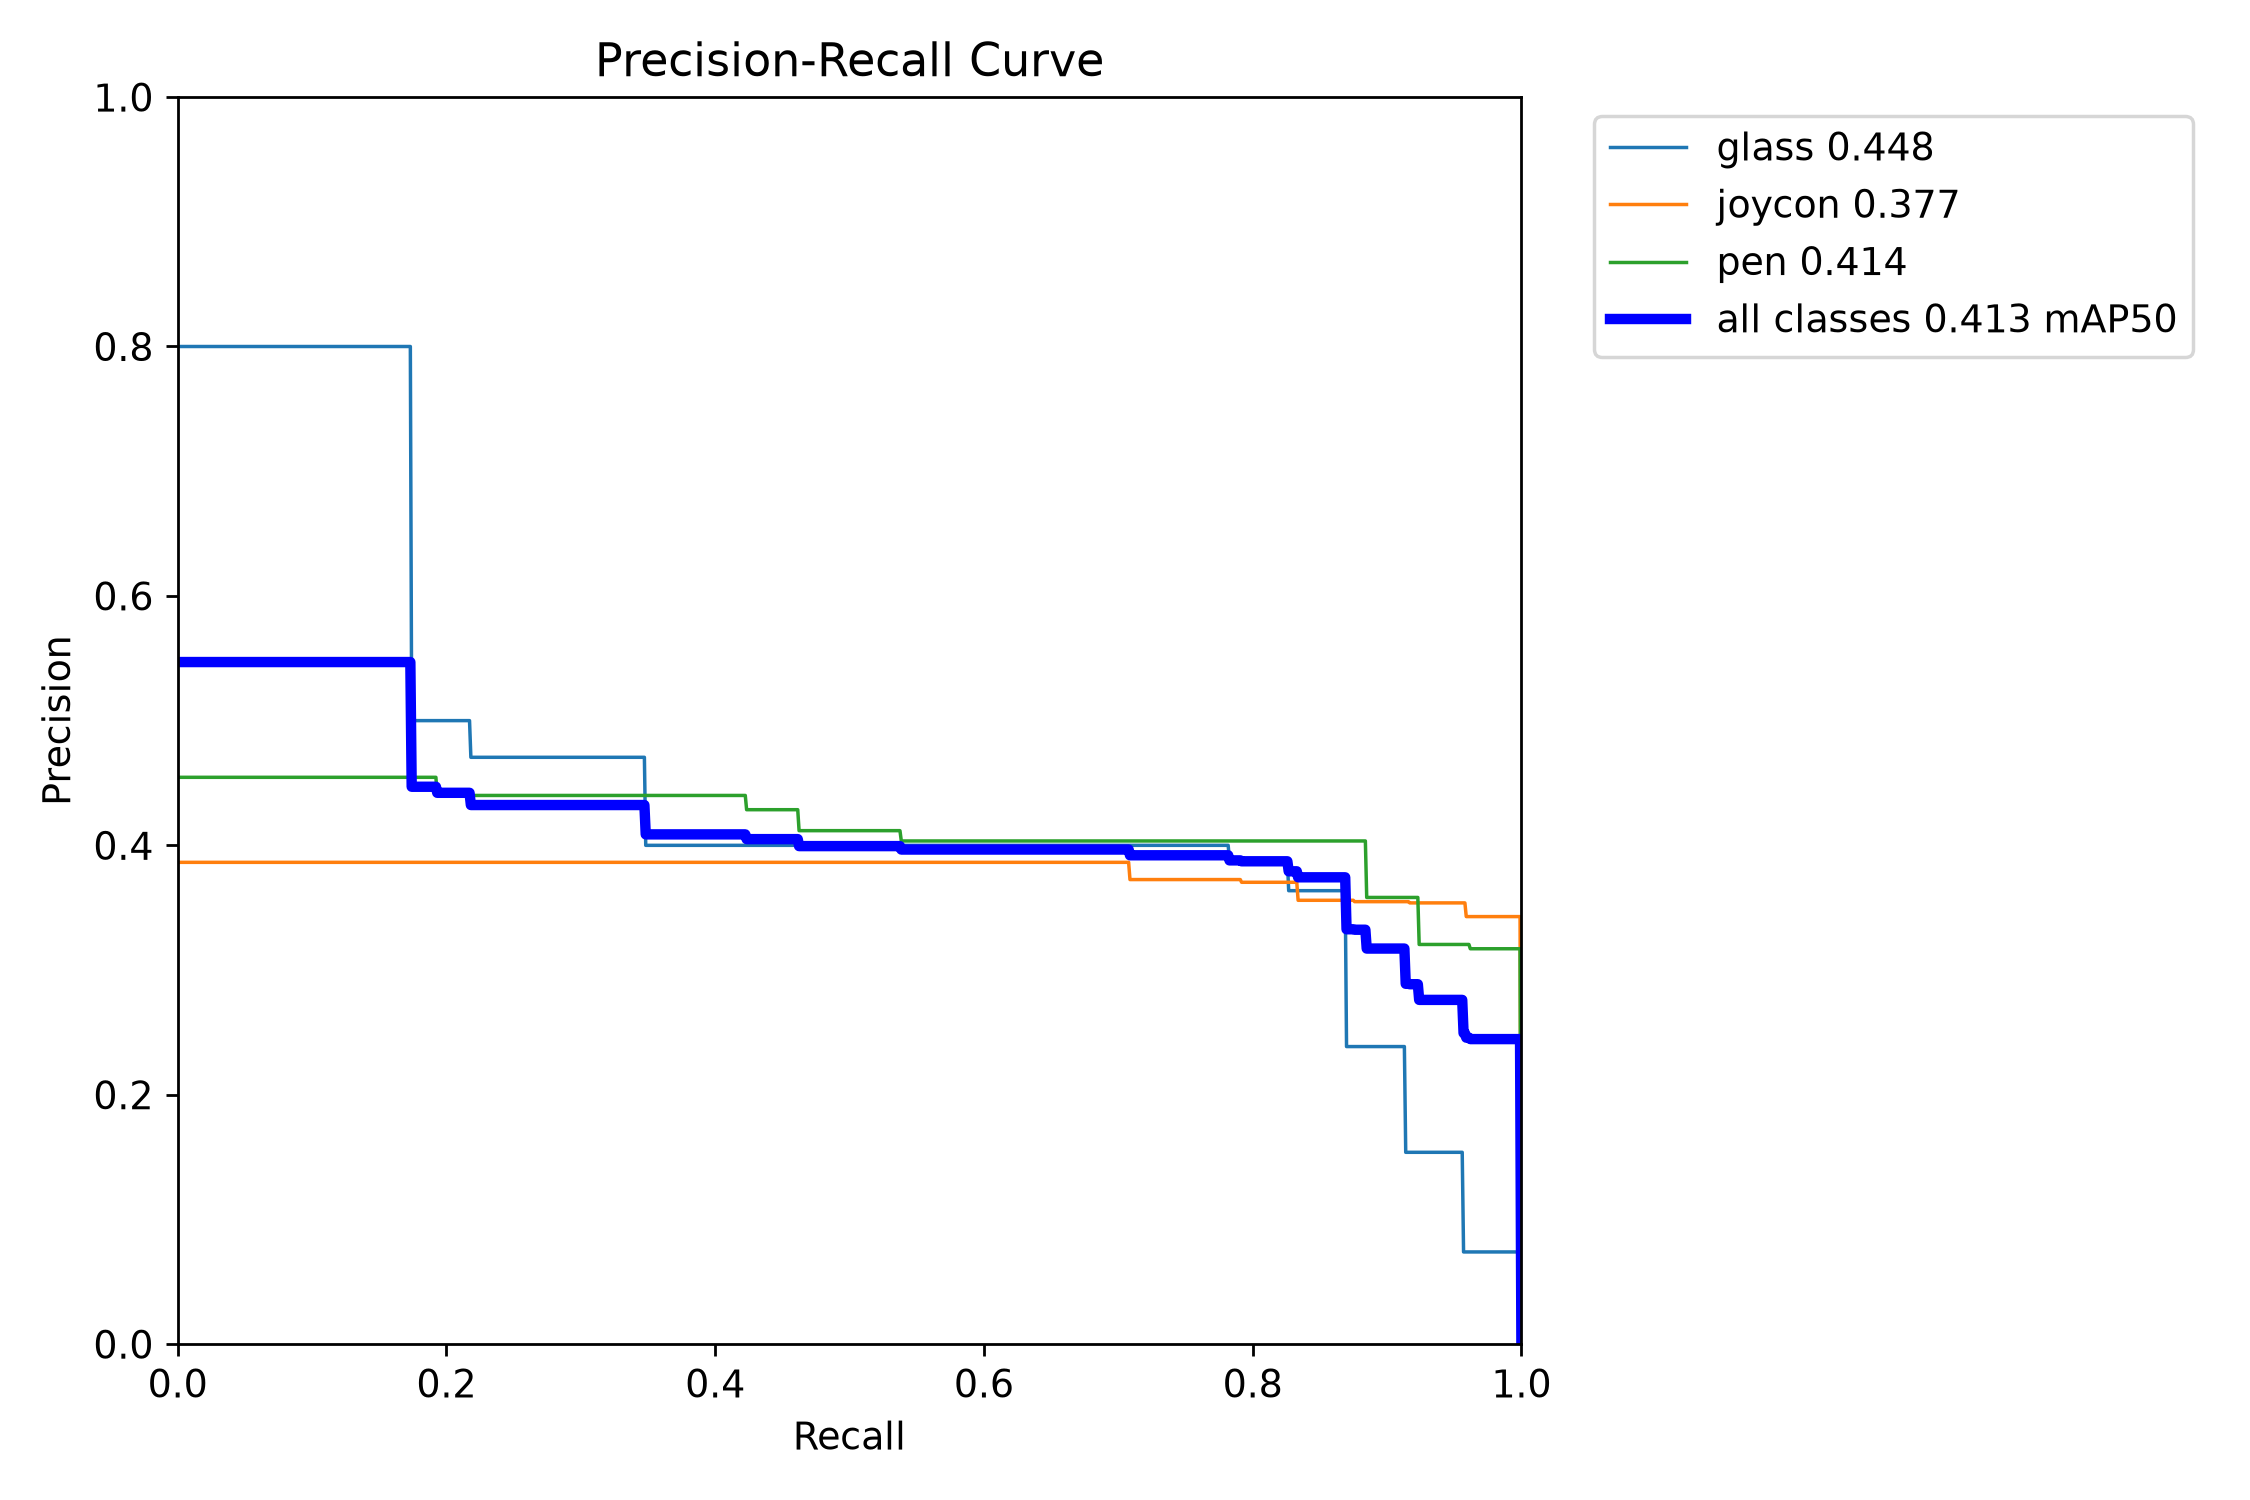 Precision-Recall Curve
1.0
0.8
0.6
0.4
0.2
0.0
Precision
0.0 0.2 0.4 0.6 0.8 1.0
Recall
glass 0.448
joycon 0.377
pen 0.414
all classes 0.413 mAP50